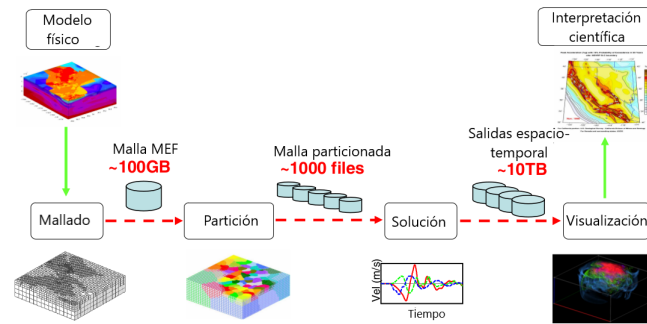 Modelo
físico
Interpretación
científica
Malla MEF
~100GB
Malla particionada
~1000 files
Salidas espacio-
temporal
~10TB
Mallado
Partición
Solución
Visualización
Vel (m/s)
Tiempo